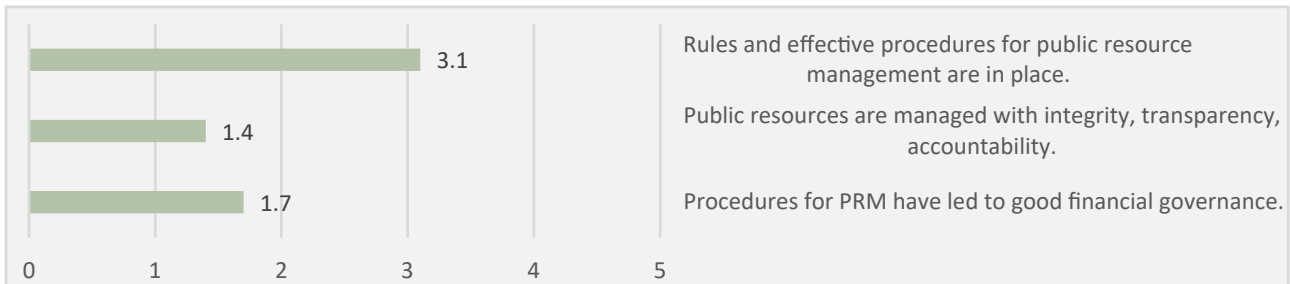 3.1
Rules and effective procedures for public resource
management are in place.
1.4
Public resources are managed with integrity, transparency,
accountability.
1.7
Procedures for PRM have led to good financial governance.
0 1 2 3 4 5